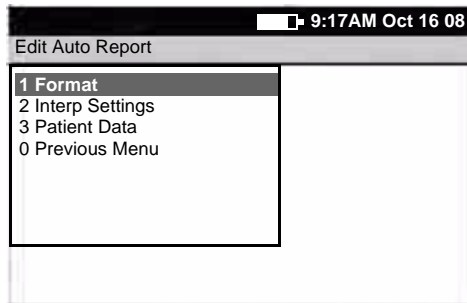 9:17AM Oct 16 08
Edit Auto Report
1 Format
2 Interp Settings
3 Patient Data
0 Previous Menu